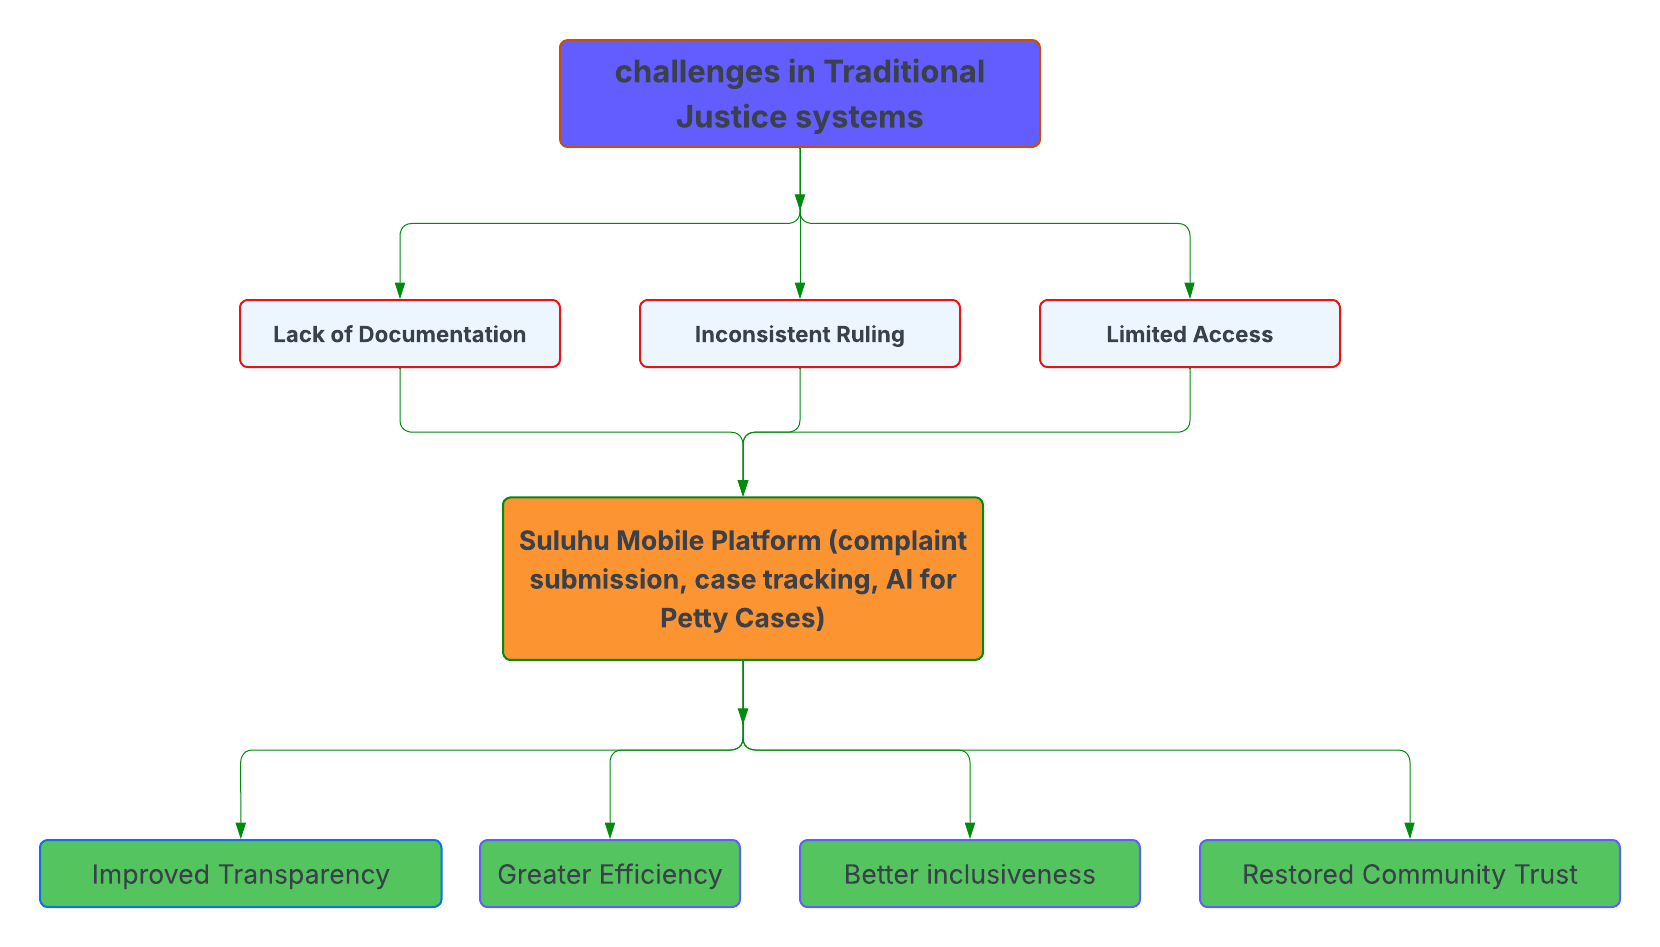 challenges in Traditional
Justice systems
Lack of Documentation
Inconsistent Ruling
Limited Access
Suluhu Mobile Platform (complaint
submission, case tracking, AI for
Petty Cases)
Improved Transparency
Greater Efficiency
Better inclusiveness
Restored Community Trust